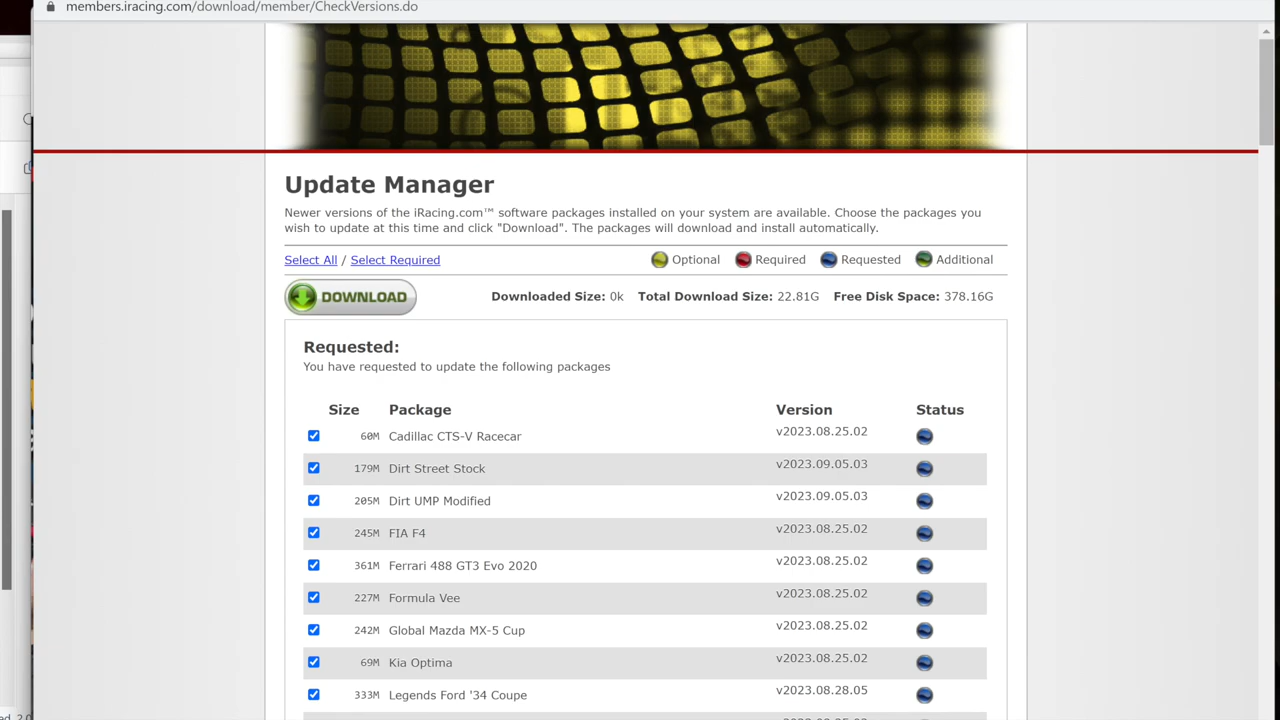 members.iracing.com/download/member/CheckVersions.do
Update Manager
Newer versions of the iRacing.com™ software packages installed on your system are available. Choose the packages you
wish to update at this time and click "Download". The packages will download and install automatically.
Select All / Select Required Optional Required Requested Additional
DOWNLOAD Downloaded Size: 0k Total Download Size: 22.81G Free Disk Space: 378.16G
Requested:
You have requested to update the following packages
Size Package Version Status
60M Cadillac CTS-V Racecar v2023.08.25.02
179M Dirt Street Stock v2023.09.05.03
205M Dirt UMP Modified v2023.09.05.03
245M FIA F4 v2023.08.25.02
361M Ferrari 488 GT3 Evo 2020 v2023.08.25.02
227M Formula Vee v2023.08.25.02
242M Global Mazda MX-5 Cup v2023.08.25.02
69M Kia Optima v2023.08.25.02
333M Legends Ford '34 Coupe v2023.08.28.05